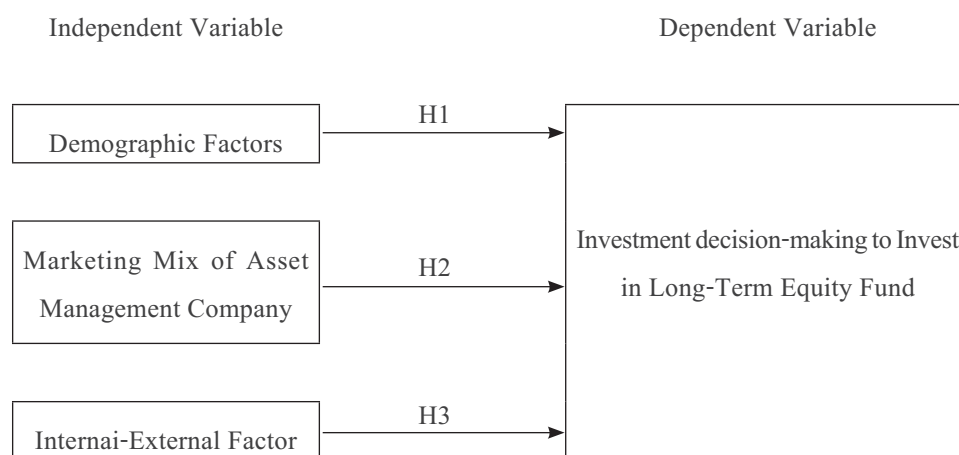 Independent Variable
Dependent Variable
H1
Demographic Factors
Marketing Mix of Asset
Management Company
H2
Investment decision-making to Invest
in Long-Term Equity Fund
H3
Internai-External Factor